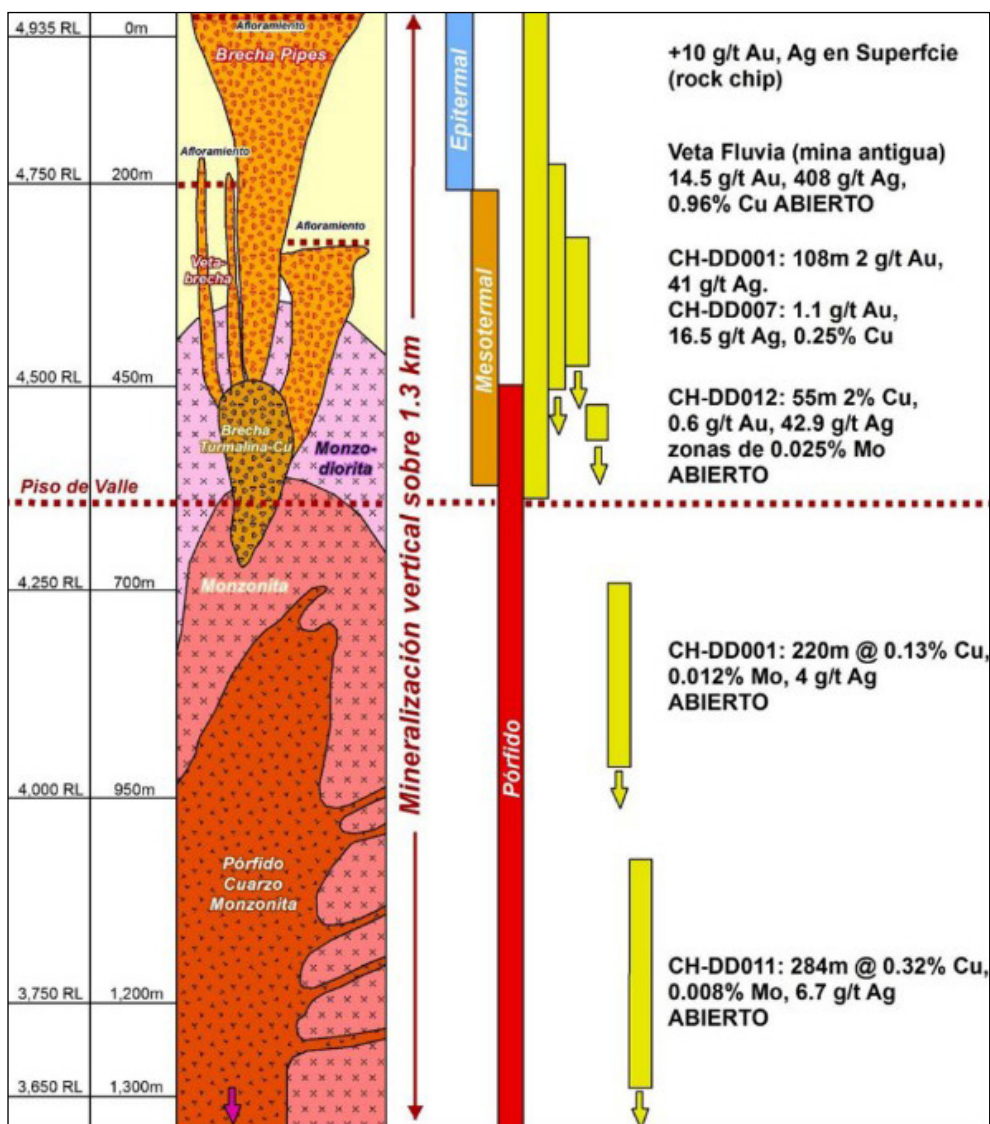 4,935 RL
0m
4,750 RL
200m
4,500 RL
450m
Piso de Valle
4,250 RL
700m
4,000 RL
950m
3,750 RL
1,200m
3,650 RL
1,300m
Afloramiento
Brecha Pipes
Afloramiento
Afloramiento
Veta-
brecha
Brecha
Turmalina-Cu
Monzo-
diorita
Monzonita
Pórfido
Cuarzo
Monzonita
Mineralización vertical sobre 1.3 km
Epitermal
Mesotermal
Pórfido
+10 g/t Au, Ag en Superfcie
(rock chip)
Veta Fluvia (mina antigua)
14.5 g/t Au, 408 g/t Ag,
0.96% Cu ABIERTO
CH-DD001: 108m 2 g/t Au,
41 g/t Ag.
CH-DD007: 1.1 g/t Au,
16.5 g/t Ag, 0.25% Cu
CH-DD012: 55m 2% Cu,
0.6 g/t Au, 42.9 g/t Ag
zonas de 0.025% Mo
ABIERTO
CH-DD001: 220m @ 0.13% Cu,
0.012% Mo, 4 g/t Ag
ABIERTO
CH-DD011: 284m @ 0.32% Cu,
0.008% Mo, 6.7 g/t Ag
ABIERTO